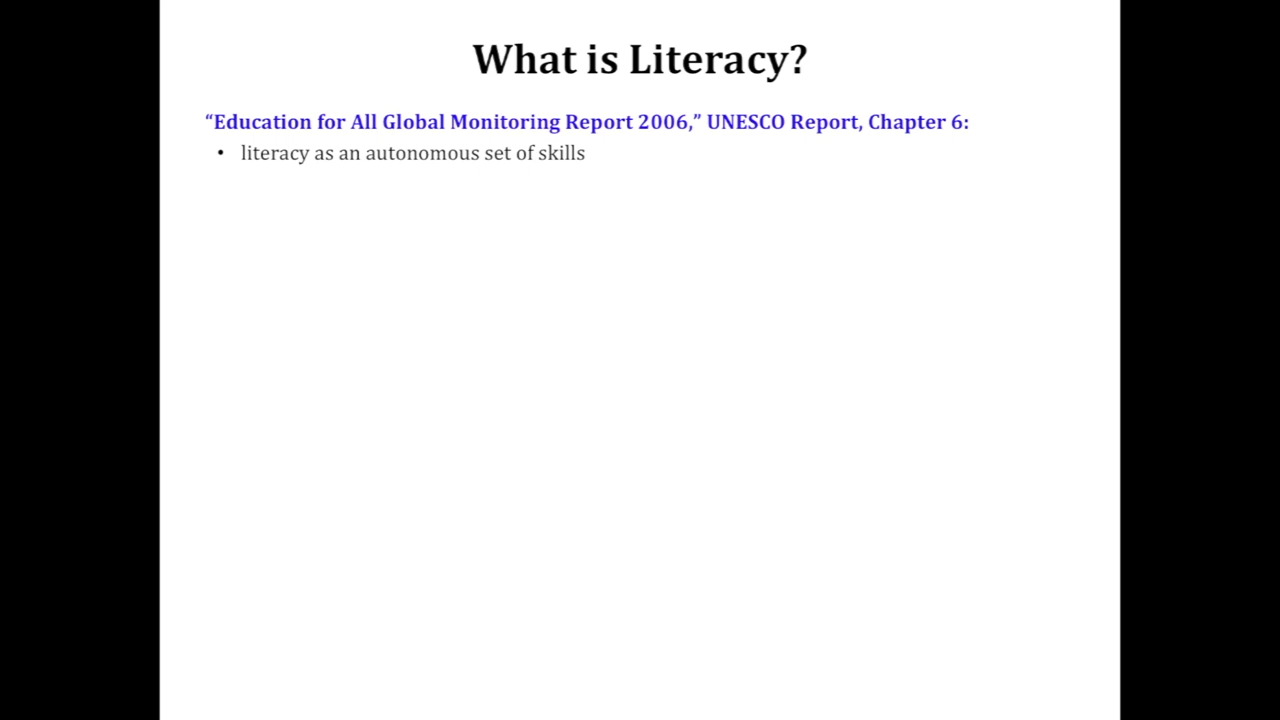 What is Literacy?
“Education for All Global Monitoring Report 2006,” UNESCO Report, Chapter 6:
• literacy as an autonomous set of skills